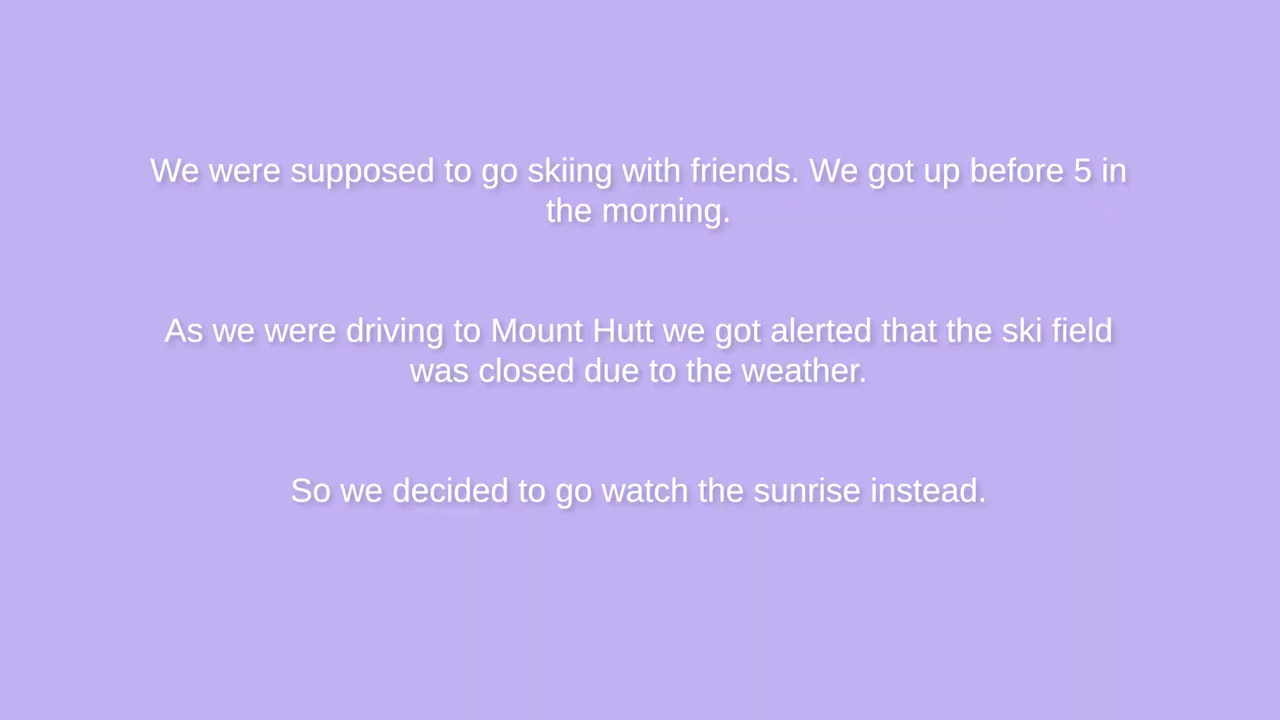 We were supposed to go skiing with friends. We got up before 5 in
the morning.
As we were driving to Mount Hutt we got alerted that the ski field
was closed due to the weather.
So we decided to go watch the sunrise instead.